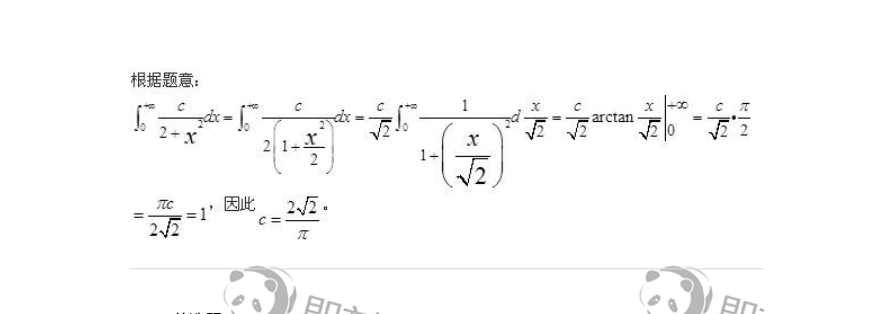 根据题意：
∫₀^{+∞} c/(2+x²) dx = ∫₀^{+∞} c/(2(1+x²/2)) dx = c/√2 ∫₀^{+∞} 1/(1+(x/√2)²) d x/√2 = c/√2 arctan x/√2 |₀^{+∞} = c/√2 • π/2
= πc/(2√2) = 1，因此 c = 2√2/π。